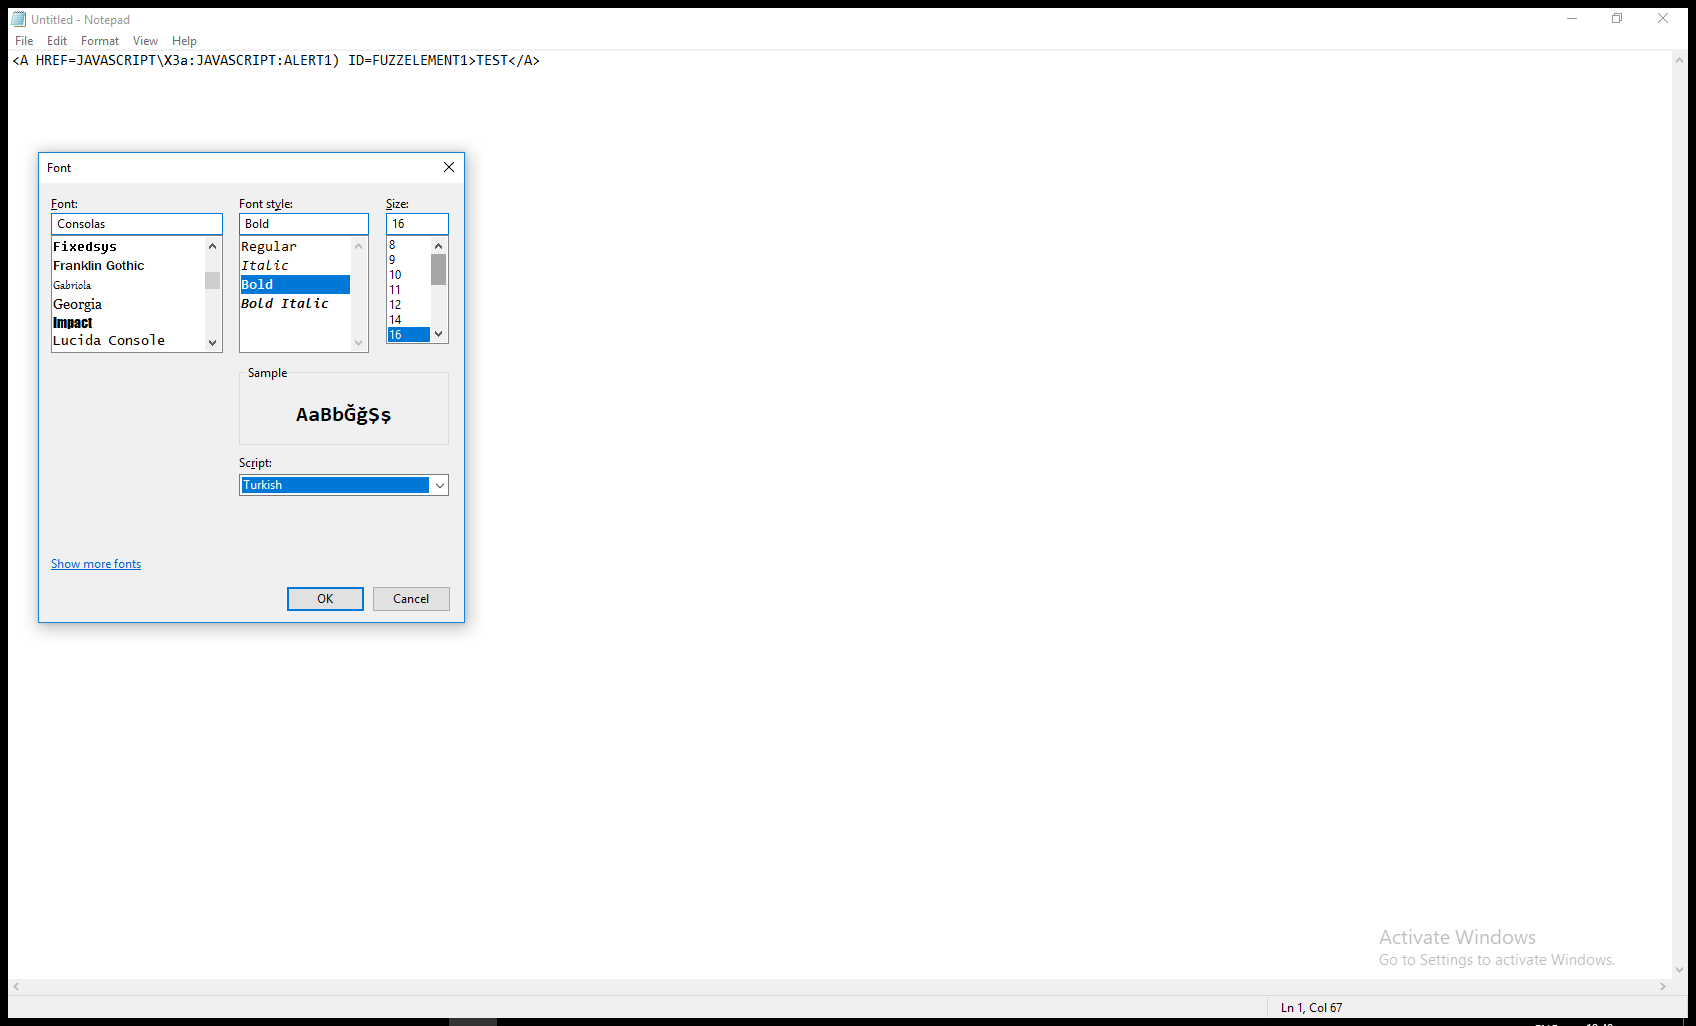 Untitled - Notepad
File Edit Format View Help
<A HREF=JAVASCRIPT\X3a:JAVASCRIPT:ALERT1) ID=FUZZELEMENT1>TEST</A>
Font
Font: Font style: Size:
Consolas Bold 16
Fixedsys Regular 8
Franklin Gothic Italic 9
Gabriola Bold 10
Georgia Bold Italic 11
Impact 12
Lucida Console 14
16
Sample
AaBbĞğŞş
Script:
Turkish
Show more fonts
OK Cancel
Activate Windows
Go to Settings to activate Windows.
Ln 1, Col 67